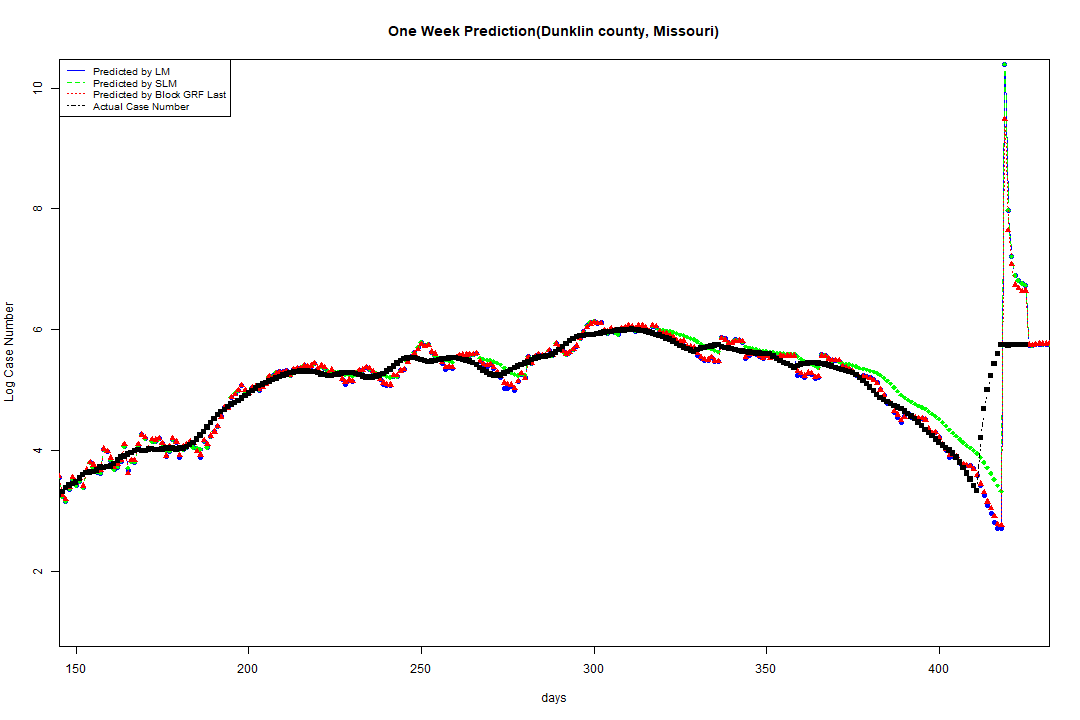 One Week Prediction(Dunklin county, Missouri)
Predicted by LM
Predicted by SLM
Predicted by Block GRF Last
Actual Case Number
10
8
6
4
2
Log Case Number
150 200 250 300 350 400
days